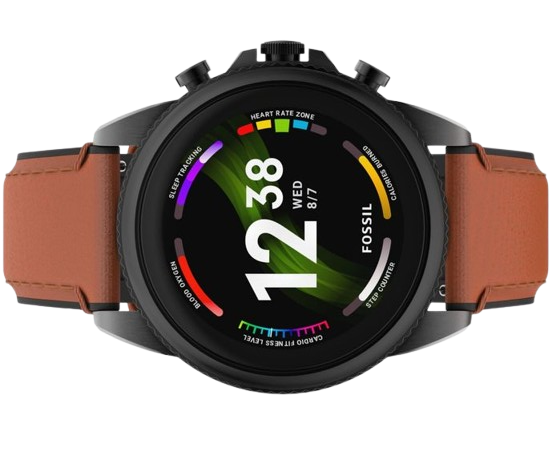 HEART RATE ZONE
SLEEP TRACKING
CALORIES BURNED
38
12
WED
8/7
FOSSIL
BLOOD OXYGEN
STEP COUNTER
CARDIO FITNESS LEVEL